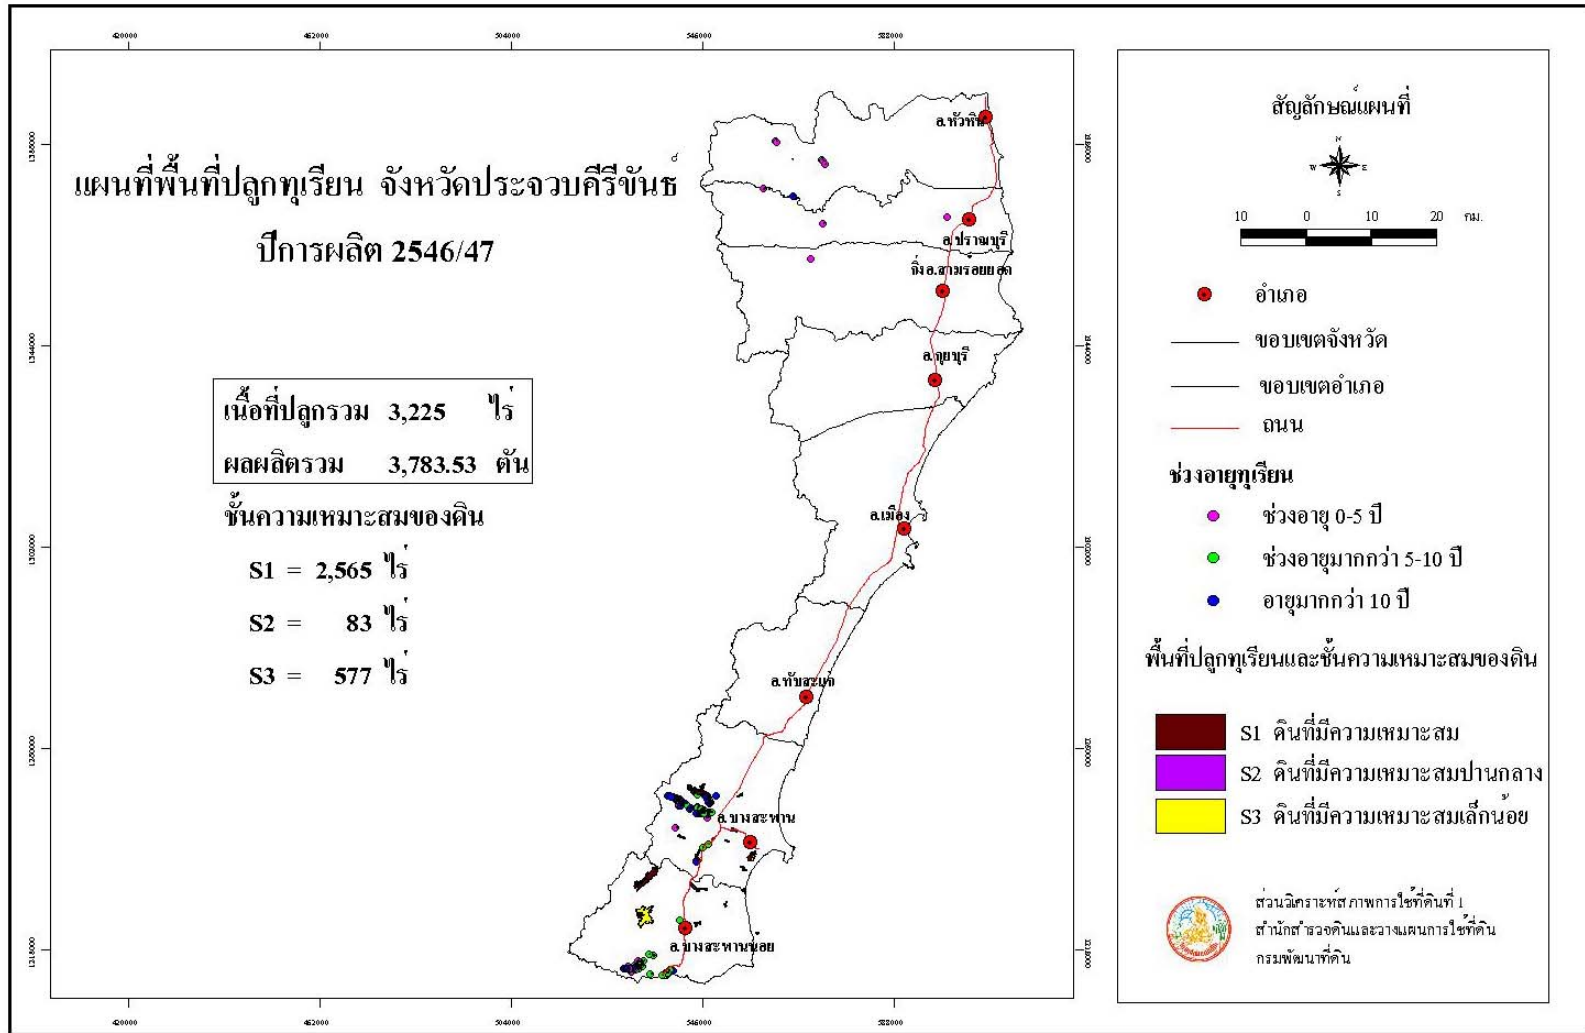 420000 462000 504000 546000 588000
แผนที่พื้นที่ปลูกทุเรียน จังหวัดประจวบคีรีขันธ์
ปีการผลิต 2546/47
เนื้อที่ปลูกรวม 3,225 ไร่
ผลผลิตรวม 3,783.53 ตัน
ชั้นความเหมาะสมของดิน
S1 = 2,565 ไร่
S2 = 83 ไร่
S3 = 577 ไร่
อ.หัวหิน
อ.ปราณบุรี
กิ่ง อ.สามร้อยยอด
อ.กุยบุรี
อ.เมือง
อ.ทับสะแก
อ.บางสะพาน
อ.บางสะพานน้อย
420000 462000 504000 546000 588000
สัญลักษณ์แผนที่
N
W E
S
10 0 10 20 กม.
อำเภอ
ขอบเขตจังหวัด
ขอบเขตอำเภอ
ถนน
ช่วงอายุทุเรียน
ช่วงอายุ 0-5 ปี
ช่วงอายุมากกว่า 5-10 ปี
อายุมากกว่า 10 ปี
พื้นที่ปลูกทุเรียนและชั้นความเหมาะสมของดิน
S1 ดินที่มีความเหมาะสม
S2 ดินที่มีความเหมาะสมปานกลาง
S3 ดินที่มีความเหมาะสมเล็กน้อย
ส่วนวิเคราะห์สภาพการใช้ที่ดินที่ 1
สำนักสำรวจดินและวางแผนการใช้ที่ดิน
กรมพัฒนาที่ดิน